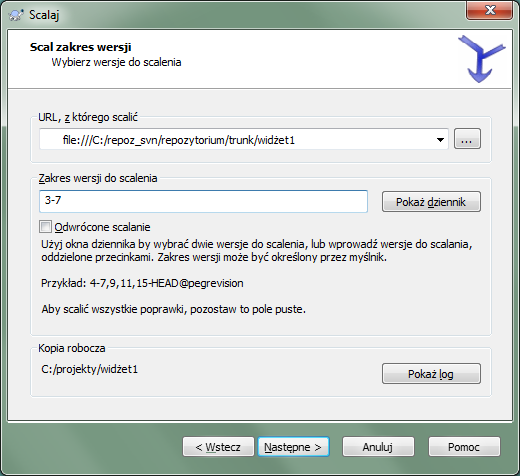 Scalaj
Scal zakres wersji
Wybierz wersje do scalenia
URL, z którego scalić
file:///C:/repoz_svn/repozytorium/trunk/widżet1
...
Zakres wersji do scalenia
3-7
Pokaż dziennik
Odwrócone scalanie
Użyj okna dziennika by wybrać dwie wersje do scalenia, lub wprowadź wersje do scalania,
oddzielone przecinkami. Zakres wersji może być określony przez myślnik.
Przykład: 4-7,9,11,15-HEAD@pegrevision
Aby scalić wszystkie poprawki, pozostaw to pole puste.
Kopia robocza
C:/projekty/widżet1
Pokaż log
< Wstecz
Następne >
Anuluj
Pomoc